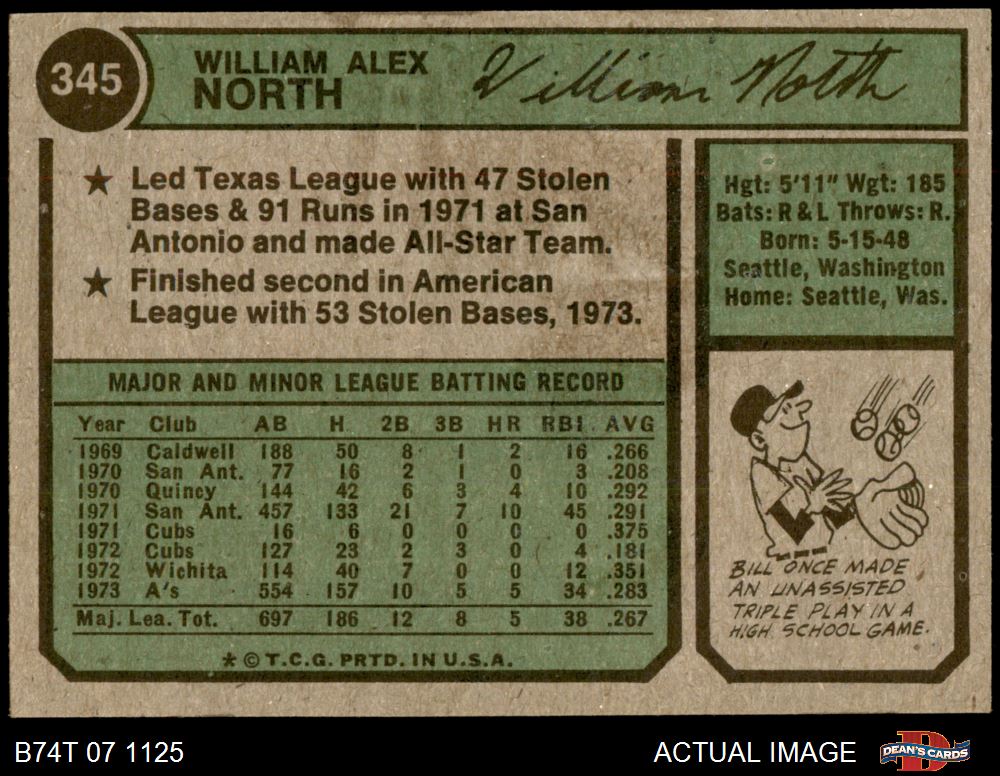 345
WILLIAM ALEX
NORTH
William North
★ Led Texas League with 47 Stolen
Bases & 91 Runs in 1971 at San
Antonio and made All-Star Team.
★ Finished second in American
League with 53 Stolen Bases, 1973.
Hgt: 5'11" Wgt: 185
Bats: R & L Throws: R.
Born: 5-15-48
Seattle, Washington
Home: Seattle, Was.
MAJOR AND MINOR LEAGUE BATTING RECORD
Year Club AB H 2B 3B HR RBI AVG
1969 Caldwell 188 50 8 1 2 16 .266
1970 San Ant. 77 16 2 1 0 3 .208
1970 Quincy 144 42 6 3 4 10 .292
1971 San Ant. 457 133 21 7 10 45 .291
1971 Cubs 16 6 0 0 0 0 .375
1972 Cubs 127 23 2 3 0 4 .181
1972 Wichita 114 40 7 0 0 12 .351
1973 A's 554 157 10 5 5 34 .283
Maj. Lea. Tot. 697 186 12 8 5 38 .267
★ © T.C.G. PRTD. IN U.S.A.
BILL ONCE MADE
AN UNASSISTED
TRIPLE PLAY IN A
HIGH SCHOOL GAME.
B74T 07 1125
ACTUAL IMAGE
D
DEAN'S CARDS